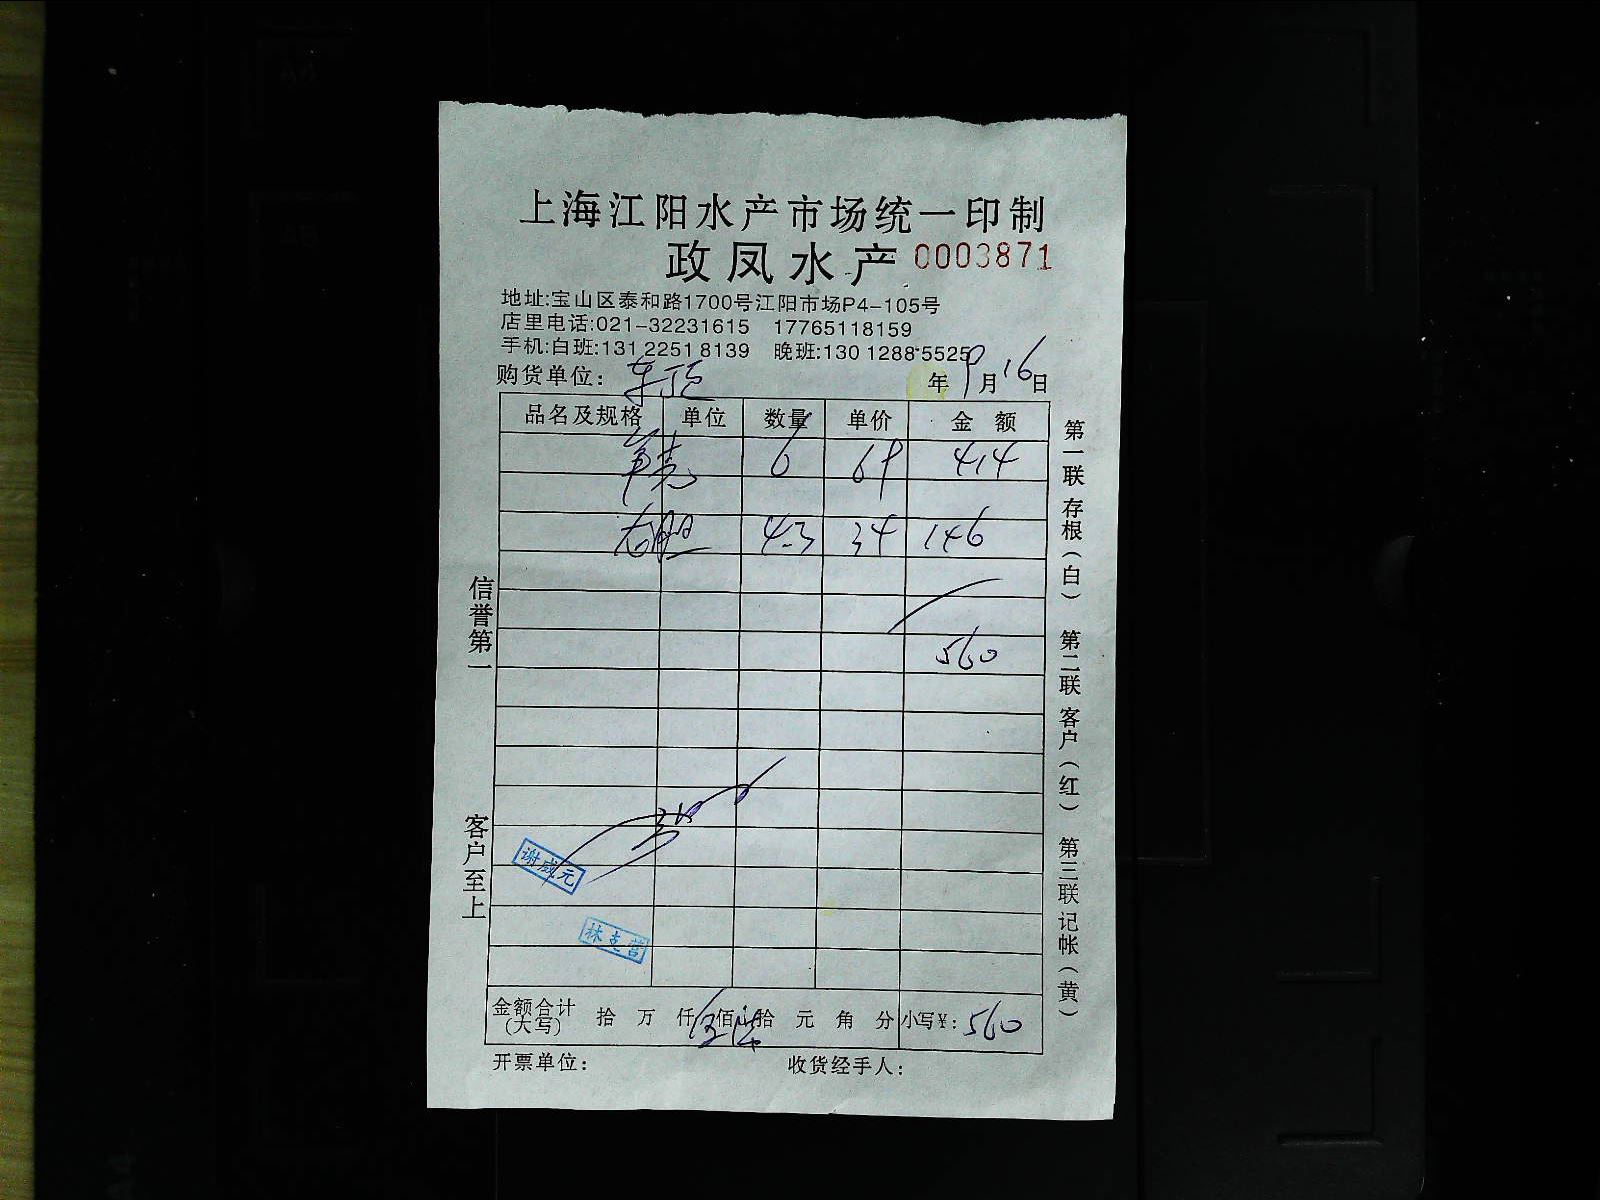 上海江阳水产市场统一印制
政凤水产 0003871
地址:宝山区泰和路1700号江阳市场P4-105号
店里电话:021-32231615 17765118159
手机:白班:131 2251 8139 晚班:130 1288 5525
购货单位: 年 9月16日
品名及规格 单位 数量 单价 金额
6 69 414
4.3 34 146
560
谢成元
金额合计(大写) 拾 万 仟 伍佰 陆拾 元 角 分 小写¥:560
开票单位: 收货经手人:
信誉第一 客户至上
第一联 存根(白) 第二联 客户(红) 第三联 记帐(黄)